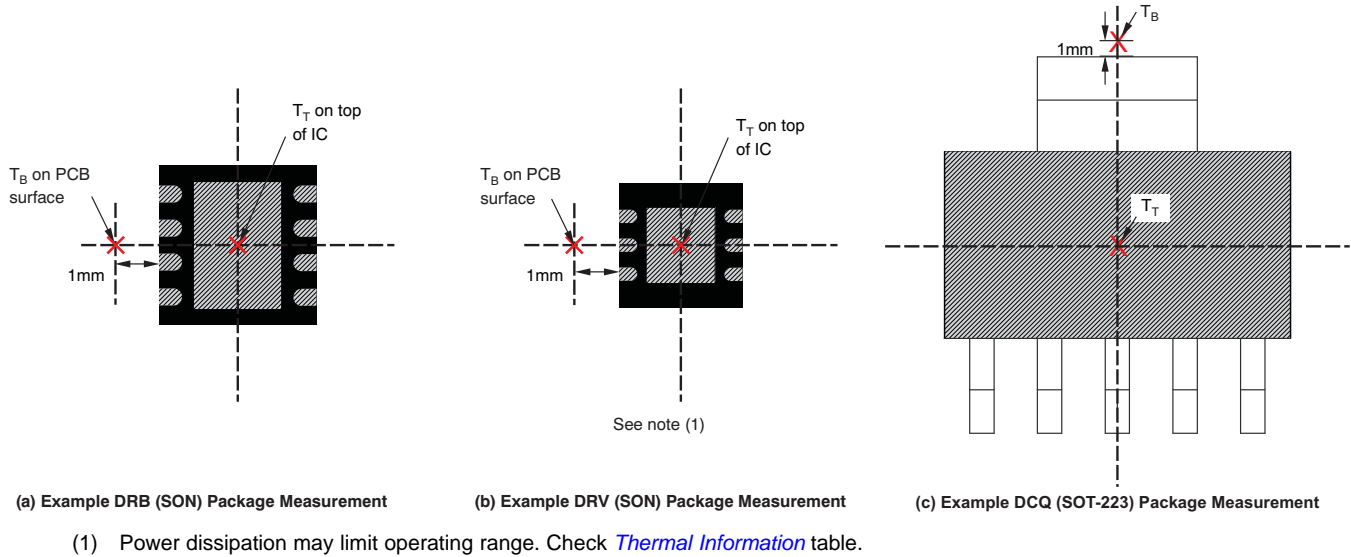 T_T on top
of IC
T_B on PCB
surface
1mm
(a) Example DRB (SON) Package Measurement
T_T on top
of IC
T_B on PCB
surface
1mm
See note (1)
(b) Example DRV (SON) Package Measurement
T_B
1mm
T_T
(c) Example DCQ (SOT-223) Package Measurement
(1) Power dissipation may limit operating range. Check Thermal Information table.